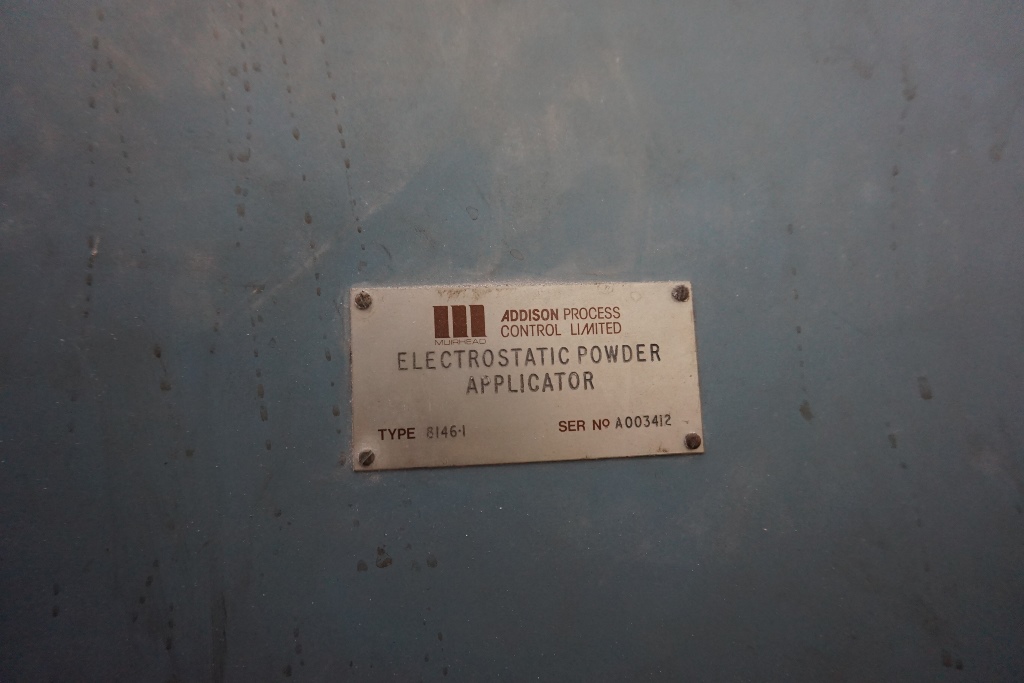 ADDISON PROCESS
CONTROL LIMITED
MUIRHEAD
ELECTROSTATIC POWDER
APPLICATOR
TYPE 8146-1
SER Nº A003412